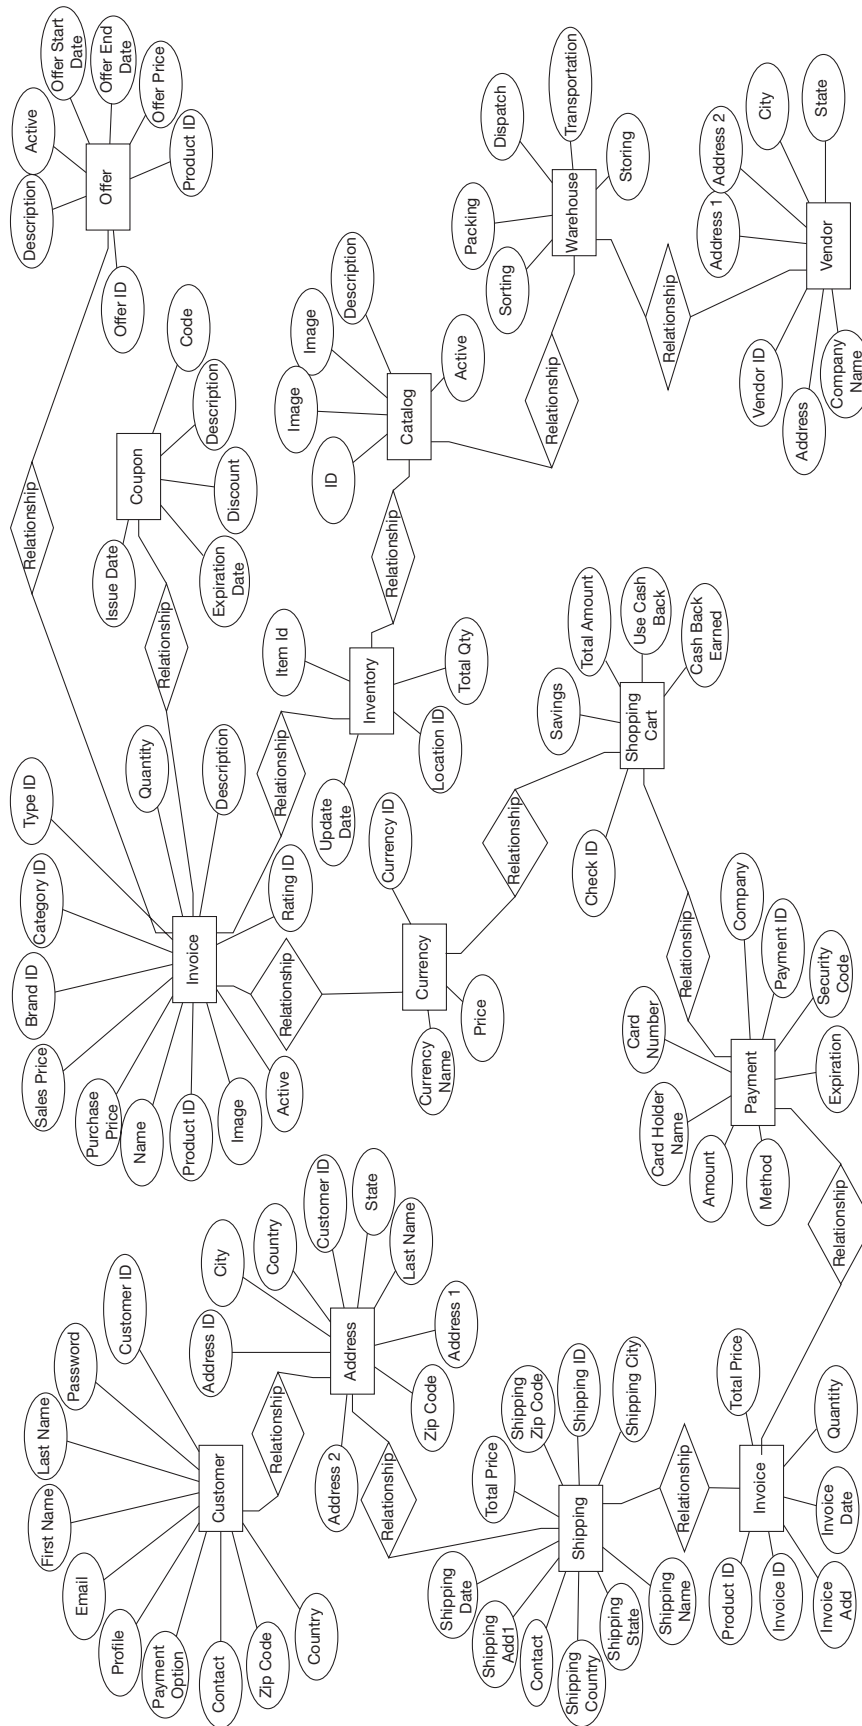 First Name
Last Name
Password
Customer ID
Email
Profile
Payment
Option
Contact
Zip Code
Country
Customer
Relationship
Address ID
City
Country
Customer ID
State
Last Name
Address 1
Zip Code
Address 2
Address
Relationship
Total Price
Shipping
Zip Code
Shipping ID
Shipping City
Shipping
Date
Shipping
Add1
Contact
Shipping
Country
Shipping
State
Shipping
Name
Shipping
Relationship
Total Price
Quantity
Invoice
Date
Invoice
Add
Invoice ID
Product ID
Invoice
Relationship
Sales Price
Brand ID
Category ID
Type ID
Quantity
Description
Rating ID
Purchase
Price
Name
Product ID
Image
Active
Invoice
Relationship
Relationship
Relationship
Relationship
Currency ID
Currency
Name
Price
Currency
Relationship
Card Holder
Name
Card
Number
Company
Payment ID
Security
Code
Expiration
Method
Amount
Payment
Relationship
Check ID
Savings
Total Amount
Use Cash
Back
Cash Back
Earned
Shopping
Cart
Item Id
Total Qty
Location ID
Update
Date
Inventory
Relationship
Issue Date
Expiration
Date
Discount
Description
Code
Coupon
Description
Active
Offer Start
Date
Offer End
Date
Offer Price
Product ID
Offer ID
Offer
ID
Image
Image
Description
Active
Catalog
Relationship
Sorting
Packing
Dispatch
Transportation
Storing
Warehouse
Relationship
Vendor ID
Address
Company
Name
Address 1
Address 2
City
State
Vendor